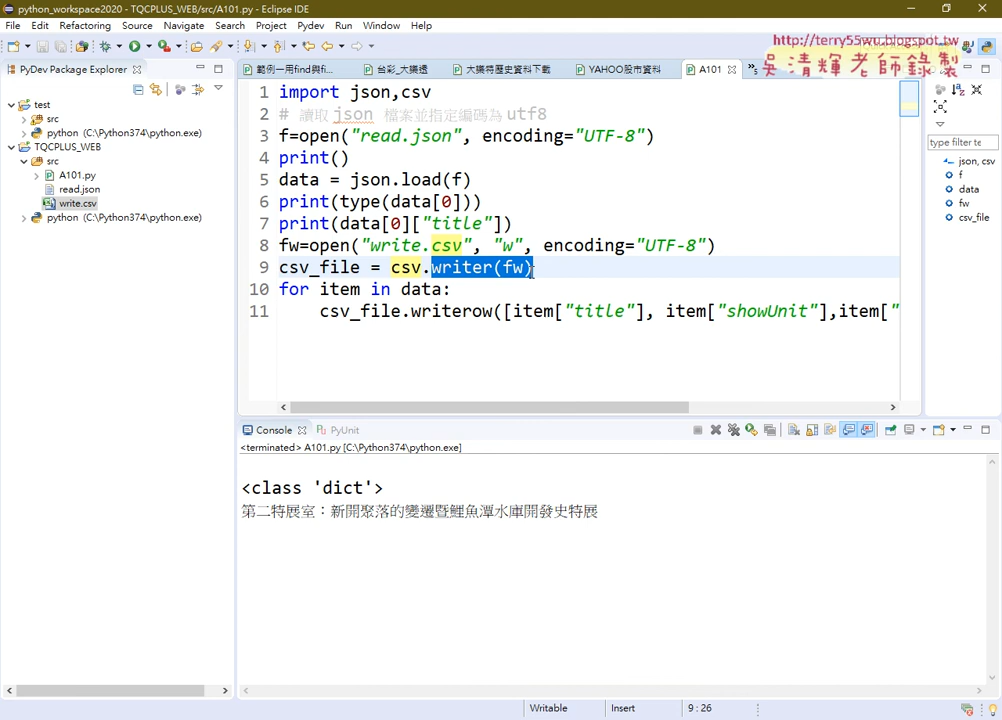 python_workspace2020 - TQCPLUS_WEB/src/A101.py - Eclipse IDE
File Edit Refactoring Source Navigate Search Project Pydev Run Window Help
http://terry55wu.blogspot.tw
吳清輝老師錄製
PyDev Package Explorer
範例一用find與fi...
台彩_大樂透
大樂特歷史資料下載
YAHOO股市資料
A101
test
src
python (C:\Python374\python.exe)
TQCPLUS_WEB
src
A101.py
read.json
write.csv
python (C:\Python374\python.exe)
1 import json,csv
2 # 讀取 json 檔案並指定編碼為 utf8
3 f=open("read.json", encoding="UTF-8")
4 print()
5 data = json.load(f)
6 print(type(data[0]))
7 print(data[0]["title"])
8 fw=open("write.csv", "w", encoding="UTF-8")
9 csv_file = csv.writer(fw)
10 for item in data:
11 csv_file.writerow([item["title"], item["showUnit"],item["
type filter te
json, csv
f
data
fw
csv_file
Console PyUnit
<terminated> A101.py [C:\Python374\python.exe]
<class 'dict'>
第二特展室：新開聚落的變遷暨鯉魚潭水庫開發史特展
Writable Insert 9 : 26